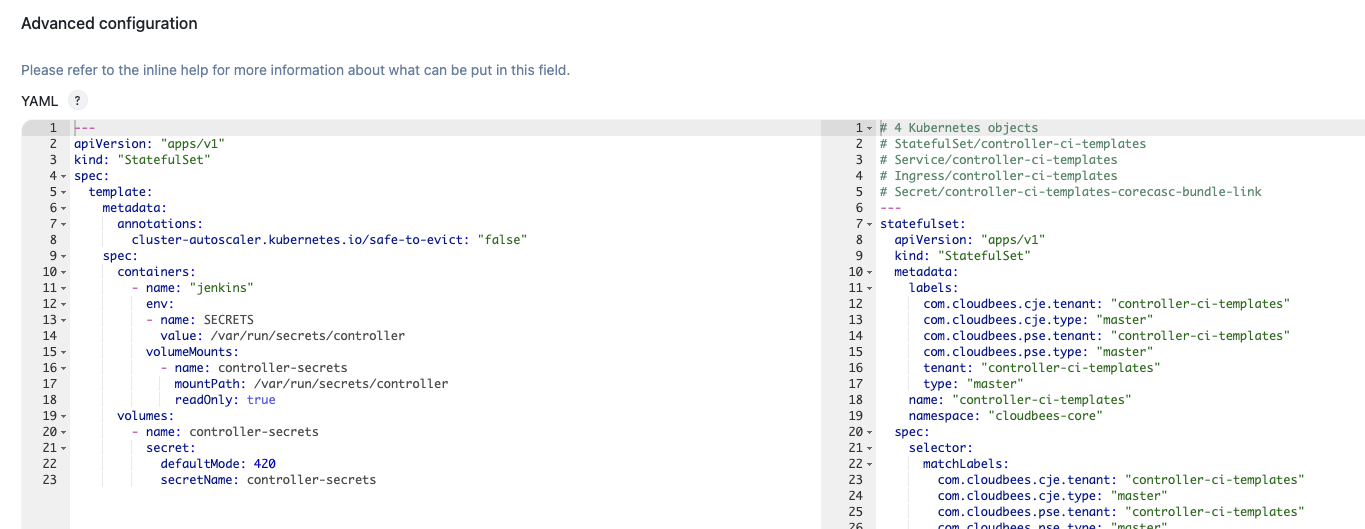 Advanced configuration
Please refer to the inline help for more information about what can be put in this field.
YAML ?
1 ---
2 apiVersion: "apps/v1"
3 kind: "StatefulSet"
4 spec:
5   template:
6     metadata:
7       annotations:
8         cluster-autoscaler.kubernetes.io/safe-to-evict: "false"
9     spec:
10       containers:
11         - name: "jenkins"
12           env:
13           - name: SECRETS
14             value: /var/run/secrets/controller
15           volumeMounts:
16             - name: controller-secrets
17               mountPath: /var/run/secrets/controller
18               readOnly: true
19       volumes:
20         - name: controller-secrets
21           secret:
22             defaultMode: 420
23             secretName: controller-secrets
1 # 4 Kubernetes objects
2 # StatefulSet/controller-ci-templates
3 # Service/controller-ci-templates
4 # Ingress/controller-ci-templates
5 # Secret/controller-ci-templates-corecasc-bundle-link
6 ---
7 statefulset:
8   apiVersion: "apps/v1"
9   kind: "StatefulSet"
10   metadata:
11     labels:
12       com.cloudbees.cje.tenant: "controller-ci-templates"
13       com.cloudbees.cje.type: "master"
14       com.cloudbees.pse.tenant: "controller-ci-templates"
15       com.cloudbees.pse.type: "master"
16       tenant: "controller-ci-templates"
17       type: "master"
18     name: "controller-ci-templates"
19     namespace: "cloudbees-core"
20   spec:
21     selector:
22       matchLabels:
23         com.cloudbees.cje.tenant: "controller-ci-templates"
24         com.cloudbees.cje.type: "master"
25         com.cloudbees.pse.tenant: "controller-ci-templates"
26         com.cloudbees.pse.type: "master"